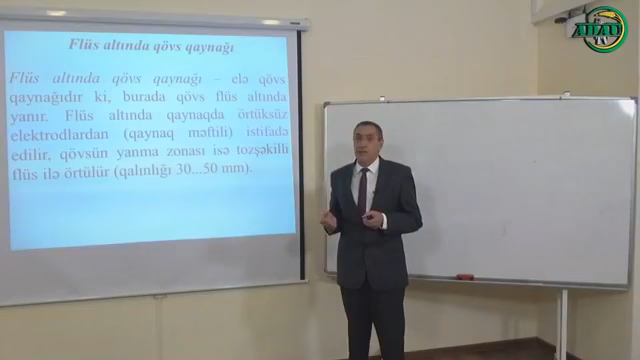 Flüs altında qövs qaynağı
Flüs altında qövs qaynağı – elə qövs
qaynağıdır ki, burada qövs flüs altında
yanır. Flüs altında qaynaqda örtüksüz
elektrodlardan (qaynaq məftili) istifadə
edilir, qövsün yanma zonası isə tozşəkilli
flüs ilə örtülür (qalınlığı 30...50 mm).
ADAU
TV